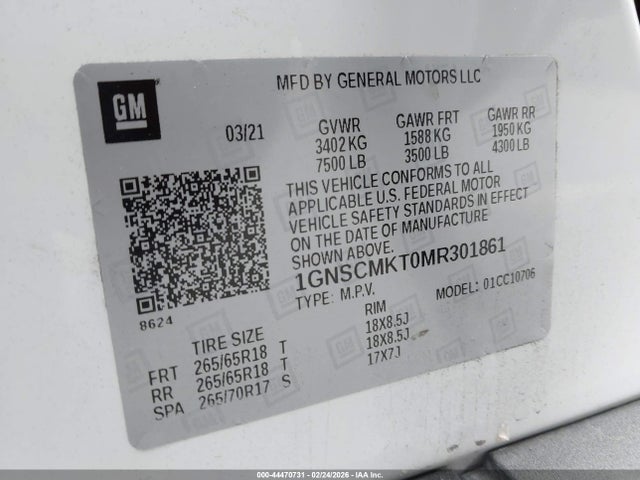 GM
MFD BY GENERAL MOTORS LLC
03/21
GVWR GAWR FRT GAWR RR
3402 KG 1588 KG 1950 KG
7500 LB 3500 LB 4300 LB
THIS VEHICLE CONFORMS TO ALL
APPLICABLE U.S. FEDERAL MOTOR
VEHICLE SAFETY STANDARDS IN EFFECT
ON THE DATE OF MANUFACTURE
SHOWN ABOVE.
1GNSCMKT0MR301861
TYPE: M.P.V. MODEL: 01CC10706
8624
TIRE SIZE RIM
FRT 265/65R18 T 18X8.5J
RR 265/65R18 T 18X8.5J
SPA 265/70R17 S 17X7J
000-44470731 - 02/24/2026 - IAAI.COM